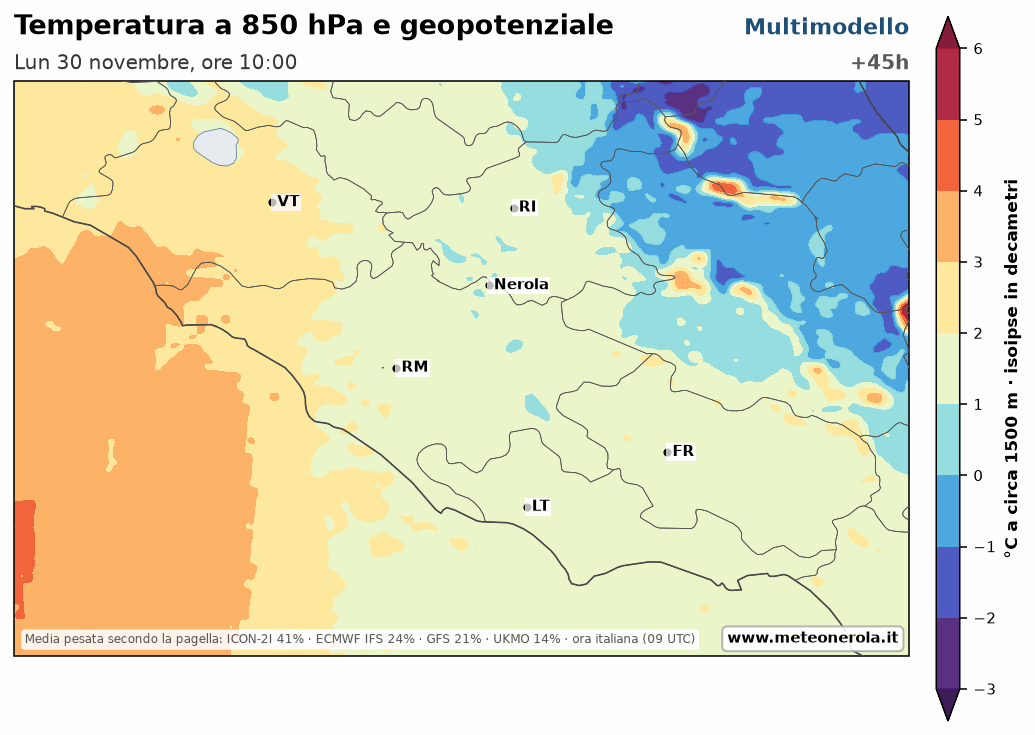 Temperatura a 850 hPa e geopotenziale
Multimodello
Lun 30 novembre, ore 10:00
+45h
6
5
4
3
2
1
0
−1
−2
−3
°C a circa 1500 m · isoipse in decametri
VT
RI
Nerola
RM
FR
LT
Media pesata secondo la pagella: ICON-2I 41% · ECMWF IFS 24% · GFS 21% · UKMO 14% · ora italiana (09 UTC)
www.meteonerola.it